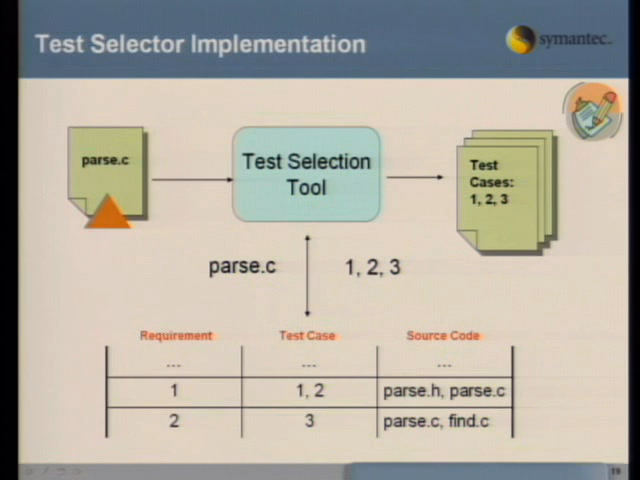 Test Selector Implementation
symantec.
parse.c
Test Selection
Tool
Test
Cases:
1, 2, 3
parse.c
1, 2, 3
Requirement Test Case Source Code
... ... ...
1 1, 2 parse.h, parse.c
2 3 parse.c, find.c
19